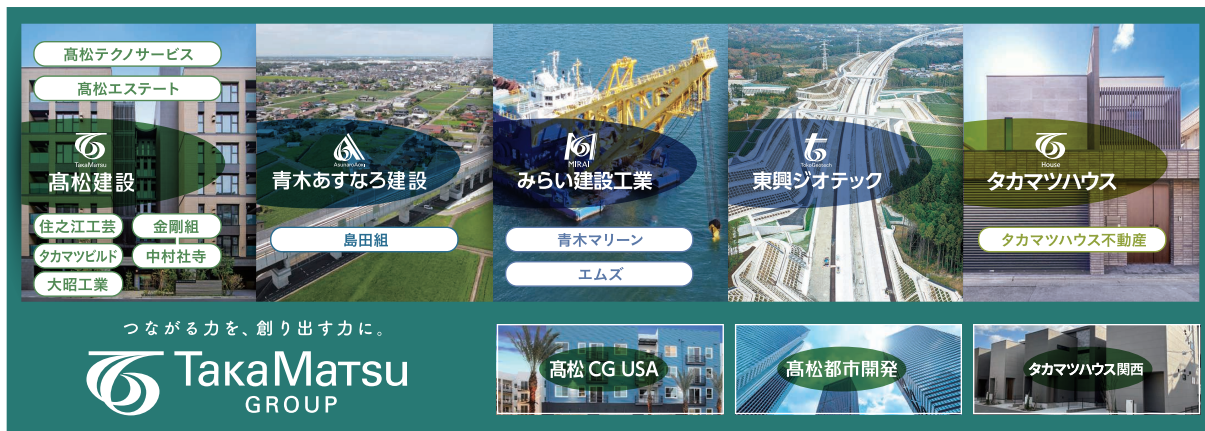 髙松テクノサービス
髙松エステート
TakaMatsu
髙松建設
住之江工芸
金剛組
タカマツビルド
中村社寺
大昭工業
AsunaroAoki
青木あすなろ建設
島田組
MIRAI
みらい建設工業
青木マリーン
エムズ
TokoGeotech
東興ジオテック
House
タカマツハウス
タカマツハウス不動産
つながる力を、創り出す力に。
TakaMatsu
GROUP
髙松 CG USA
髙松都市開発
タカマツハウス関西